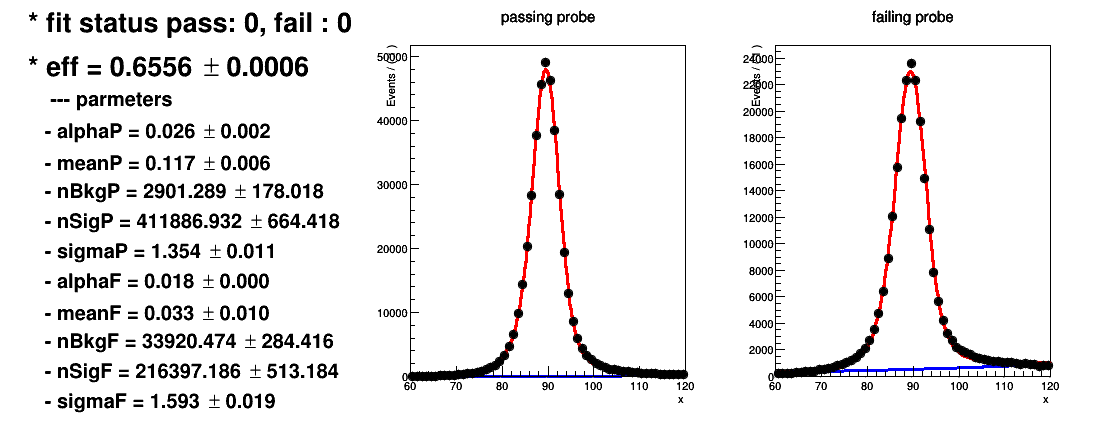 * fit status pass: 0, fail : 0
* eff = 0.6556 ± 0.0006
--- parmeters
- alphaP = 0.026 ± 0.002
- meanP = 0.117 ± 0.006
- nBkgP = 2901.289 ± 178.018
- nSigP = 411886.932 ± 664.418
- sigmaP = 1.354 ± 0.011
- alphaF = 0.018 ± 0.000
- meanF = 0.033 ± 0.010
- nBkgF = 33920.474 ± 284.416
- nSigF = 216397.186 ± 513.184
- sigmaF = 1.593 ± 0.019
passing probe
Events / (
50000
40000
30000
20000
10000
0
60 70 80 90 100 110 120
x
failing probe
Events / (
24000
22000
20000
18000
16000
14000
12000
10000
8000
6000
4000
2000
0
60 70 80 90 100 110 120
x